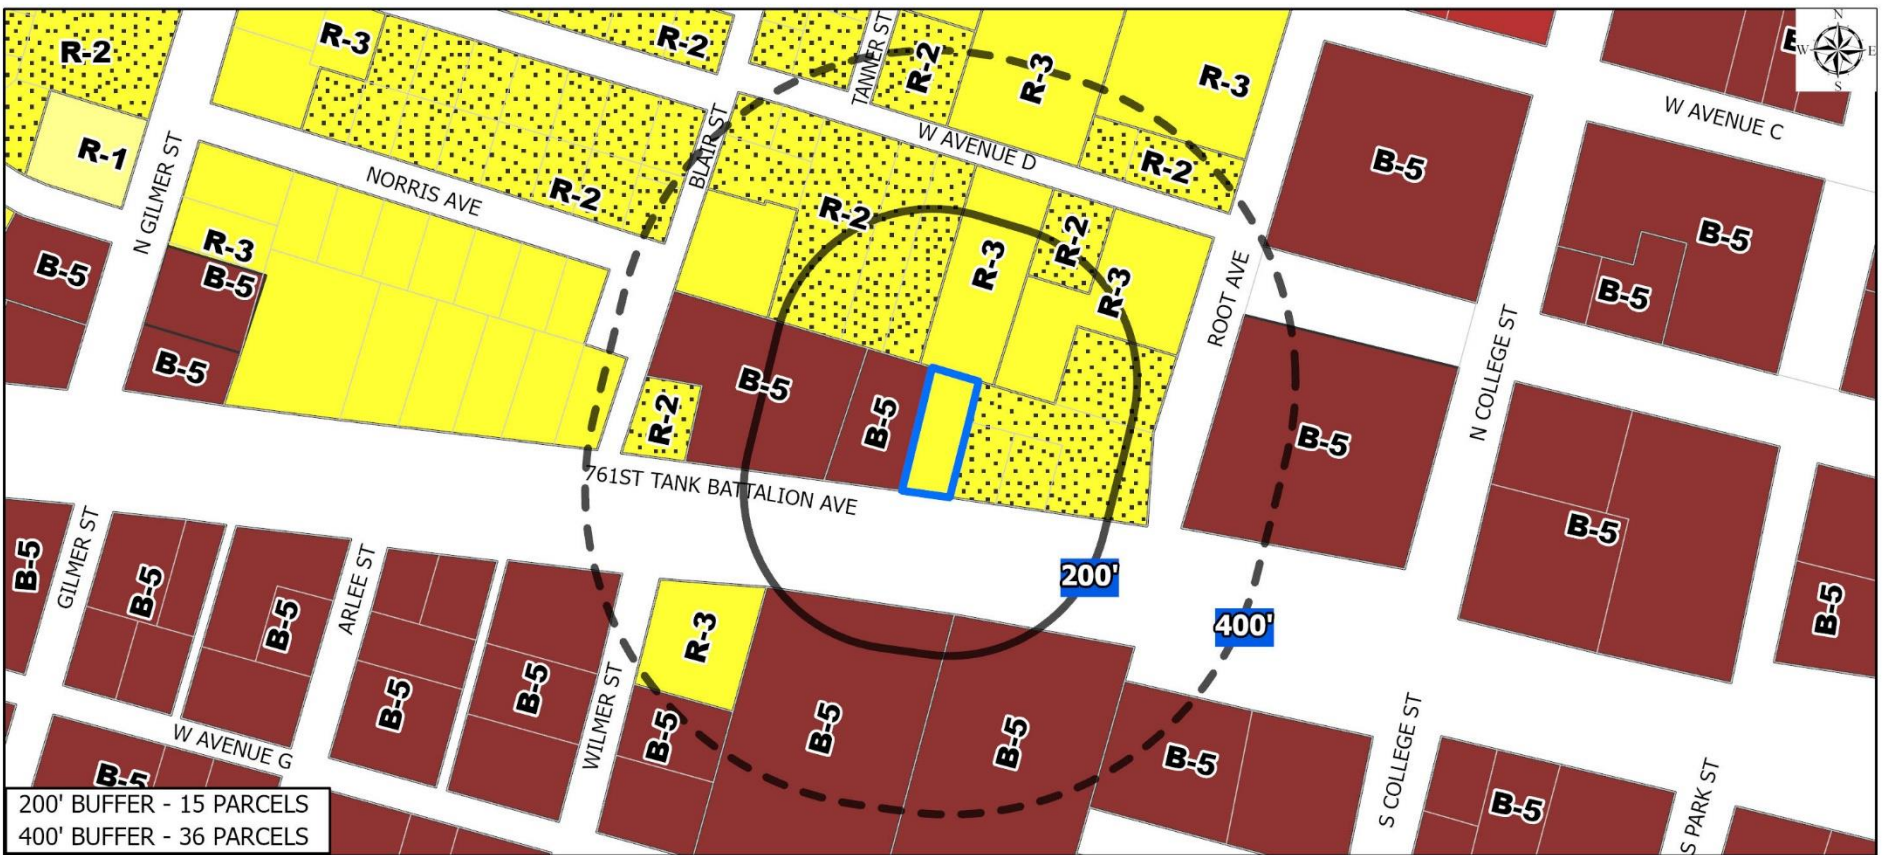 R-2
R-3
R-2
TANNER ST
R-2
R-3
R-3
N
W
E
S
W AVENUE C
R-1
N GILMER ST
NORRIS AVE
R-2
BLAIR ST
W AVENUE D
R-2
B-5
R-2
R-3
R-2
R-3
B-5
R-3
B-5
B-5
B-5
ROOT AVE
B-5
B-5
B-5
R-2
B-5
N COLLEGE ST
B-5
761ST TANK BATTALION AVE
B-5
B-5
GILMER ST
B-5
ARLEE ST
B-5
200'
400'
B-5
R-3
B-5
B-5
WILMER ST
B-5
B-5
B-5
B-5
S COLLEGE ST
W AVENUE G
B-5
B-5
S PARK ST
200' BUFFER - 15 PARCELS
400' BUFFER - 36 PARCELS